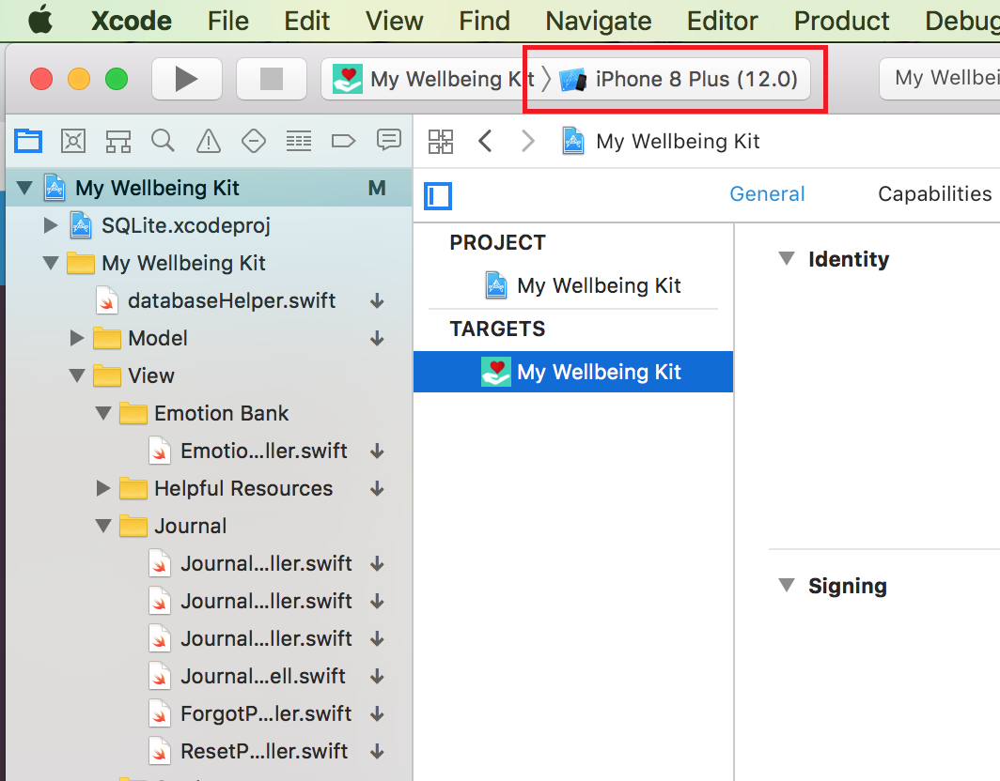 Xcode File Edit View Find Navigate Editor Product Debug
My Wellbeing Kit iPhone 8 Plus (12.0) My Wellbei
My Wellbeing Kit
My Wellbeing Kit M
SQLite.xcodeproj
My Wellbeing Kit
databaseHelper.swift
Model
View
Emotion Bank
Emotio...ller.swift
Helpful Resources
Journal
Journal...ller.swift
Journal...ller.swift
Journal...ller.swift
Journal...ell.swift
ForgotP...ller.swift
ResetP...ller.swift
General Capabilities
PROJECT
My Wellbeing Kit
TARGETS
My Wellbeing Kit
Identity
Signing